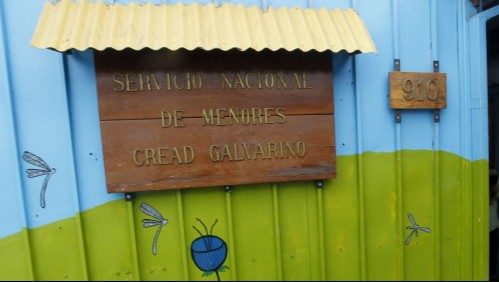 SERVICIO NACIONAL
DE MENORES
CREAD GALVARINO
910